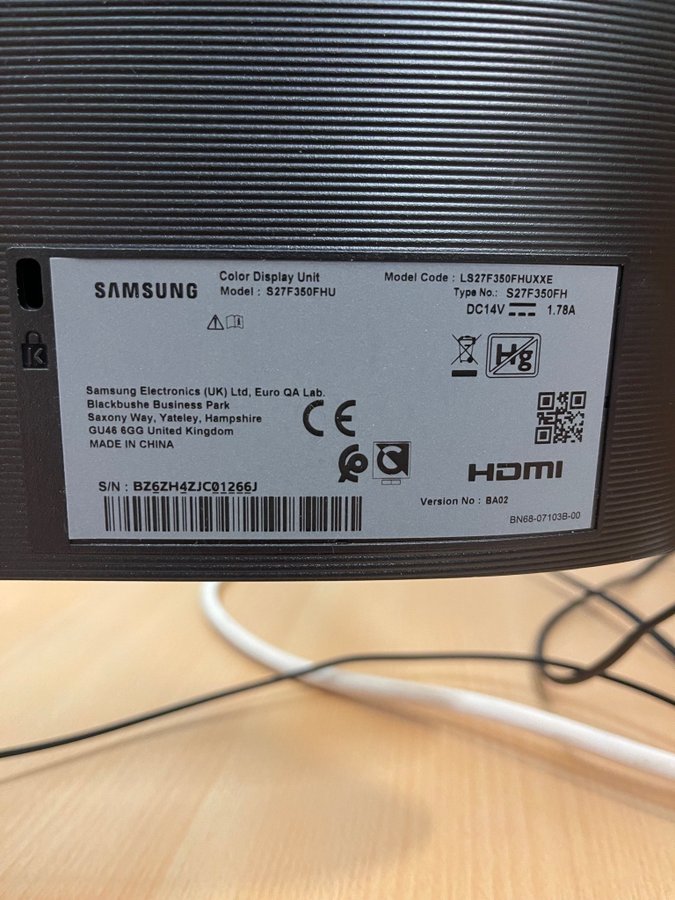 SAMSUNG
Color Display Unit
Model : S27F350FHU
Model Code : LS27F350FHUXXE
Type No.: S27F350FH
DC14V 1.78A
Hg
K
Samsung Electronics (UK) Ltd, Euro QA Lab.
Blackbushe Business Park
Saxony Way, Yateley, Hampshire
GU46 6GG United Kingdom
MADE IN CHINA
CE
HDMI
S/N : BZ6ZH4ZJC01266J
Version No : BA02
BN68-07103B-00